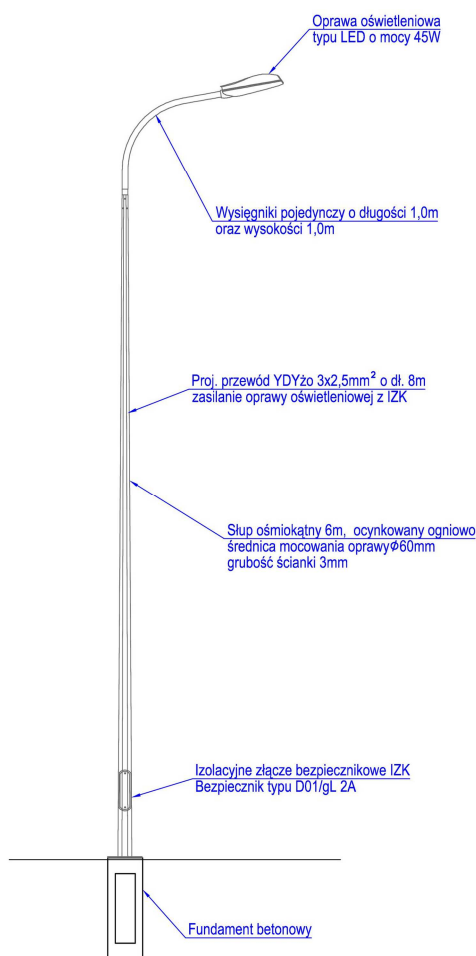 Oprawa oświetleniowa
typu LED o mocy 45W
Wysięgniki pojedynczy o długości 1,0m
oraz wysokości 1,0m
Proj. przewód YDYżo 3x2,5mm² o dł. 8m
zasilanie oprawy oświetleniowej z IZK
Słup ośmiokątny 6m, ocynkowany ogniowo
średnica mocowania oprawy∅60mm
grubość ścianki 3mm
Izolacyjne złącze bezpiecznikowe IZK
Bezpiecznik typu D01/gL 2A
Fundament betonowy